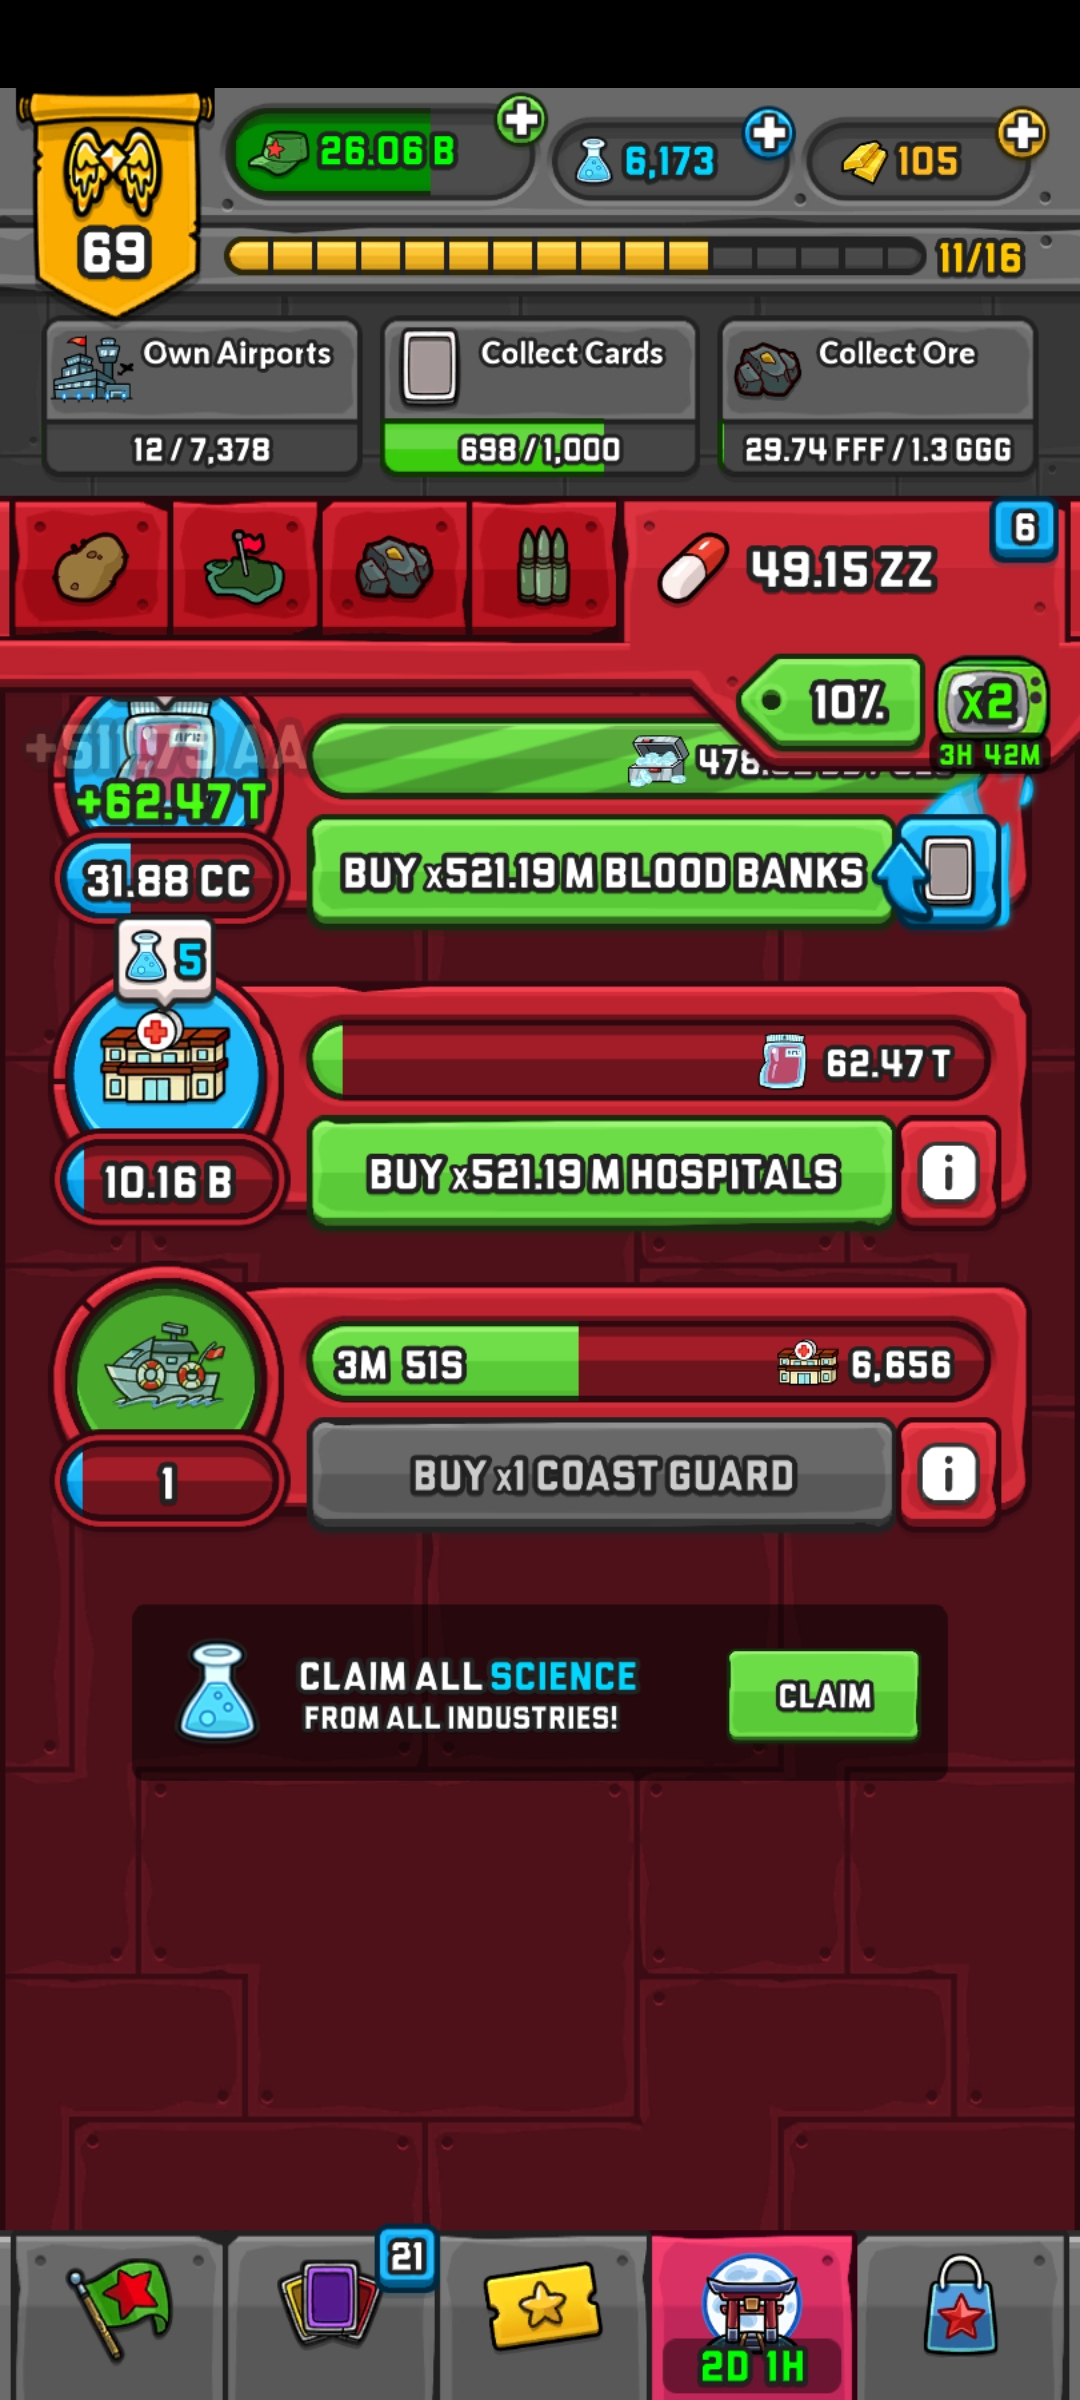 26.06 B
6,173
105
69
11/16
Own Airports
Collect Cards
Collect Ore
12 / 7,378
698 / 1,000
29.74 FFF / 1.3 GGG
49.15 ZZ
6
10%
x2
3H 42M
+62.47 T
31.88 CC
BUY x521.19 M BLOOD BANKS
5
62.47 T
10.16 B
BUY x521.19 M HOSPITALS
i
3M 51S
6,656
1
BUY x1 COAST GUARD
i
CLAIM ALL SCIENCE
FROM ALL INDUSTRIES!
CLAIM
21
2D 1H